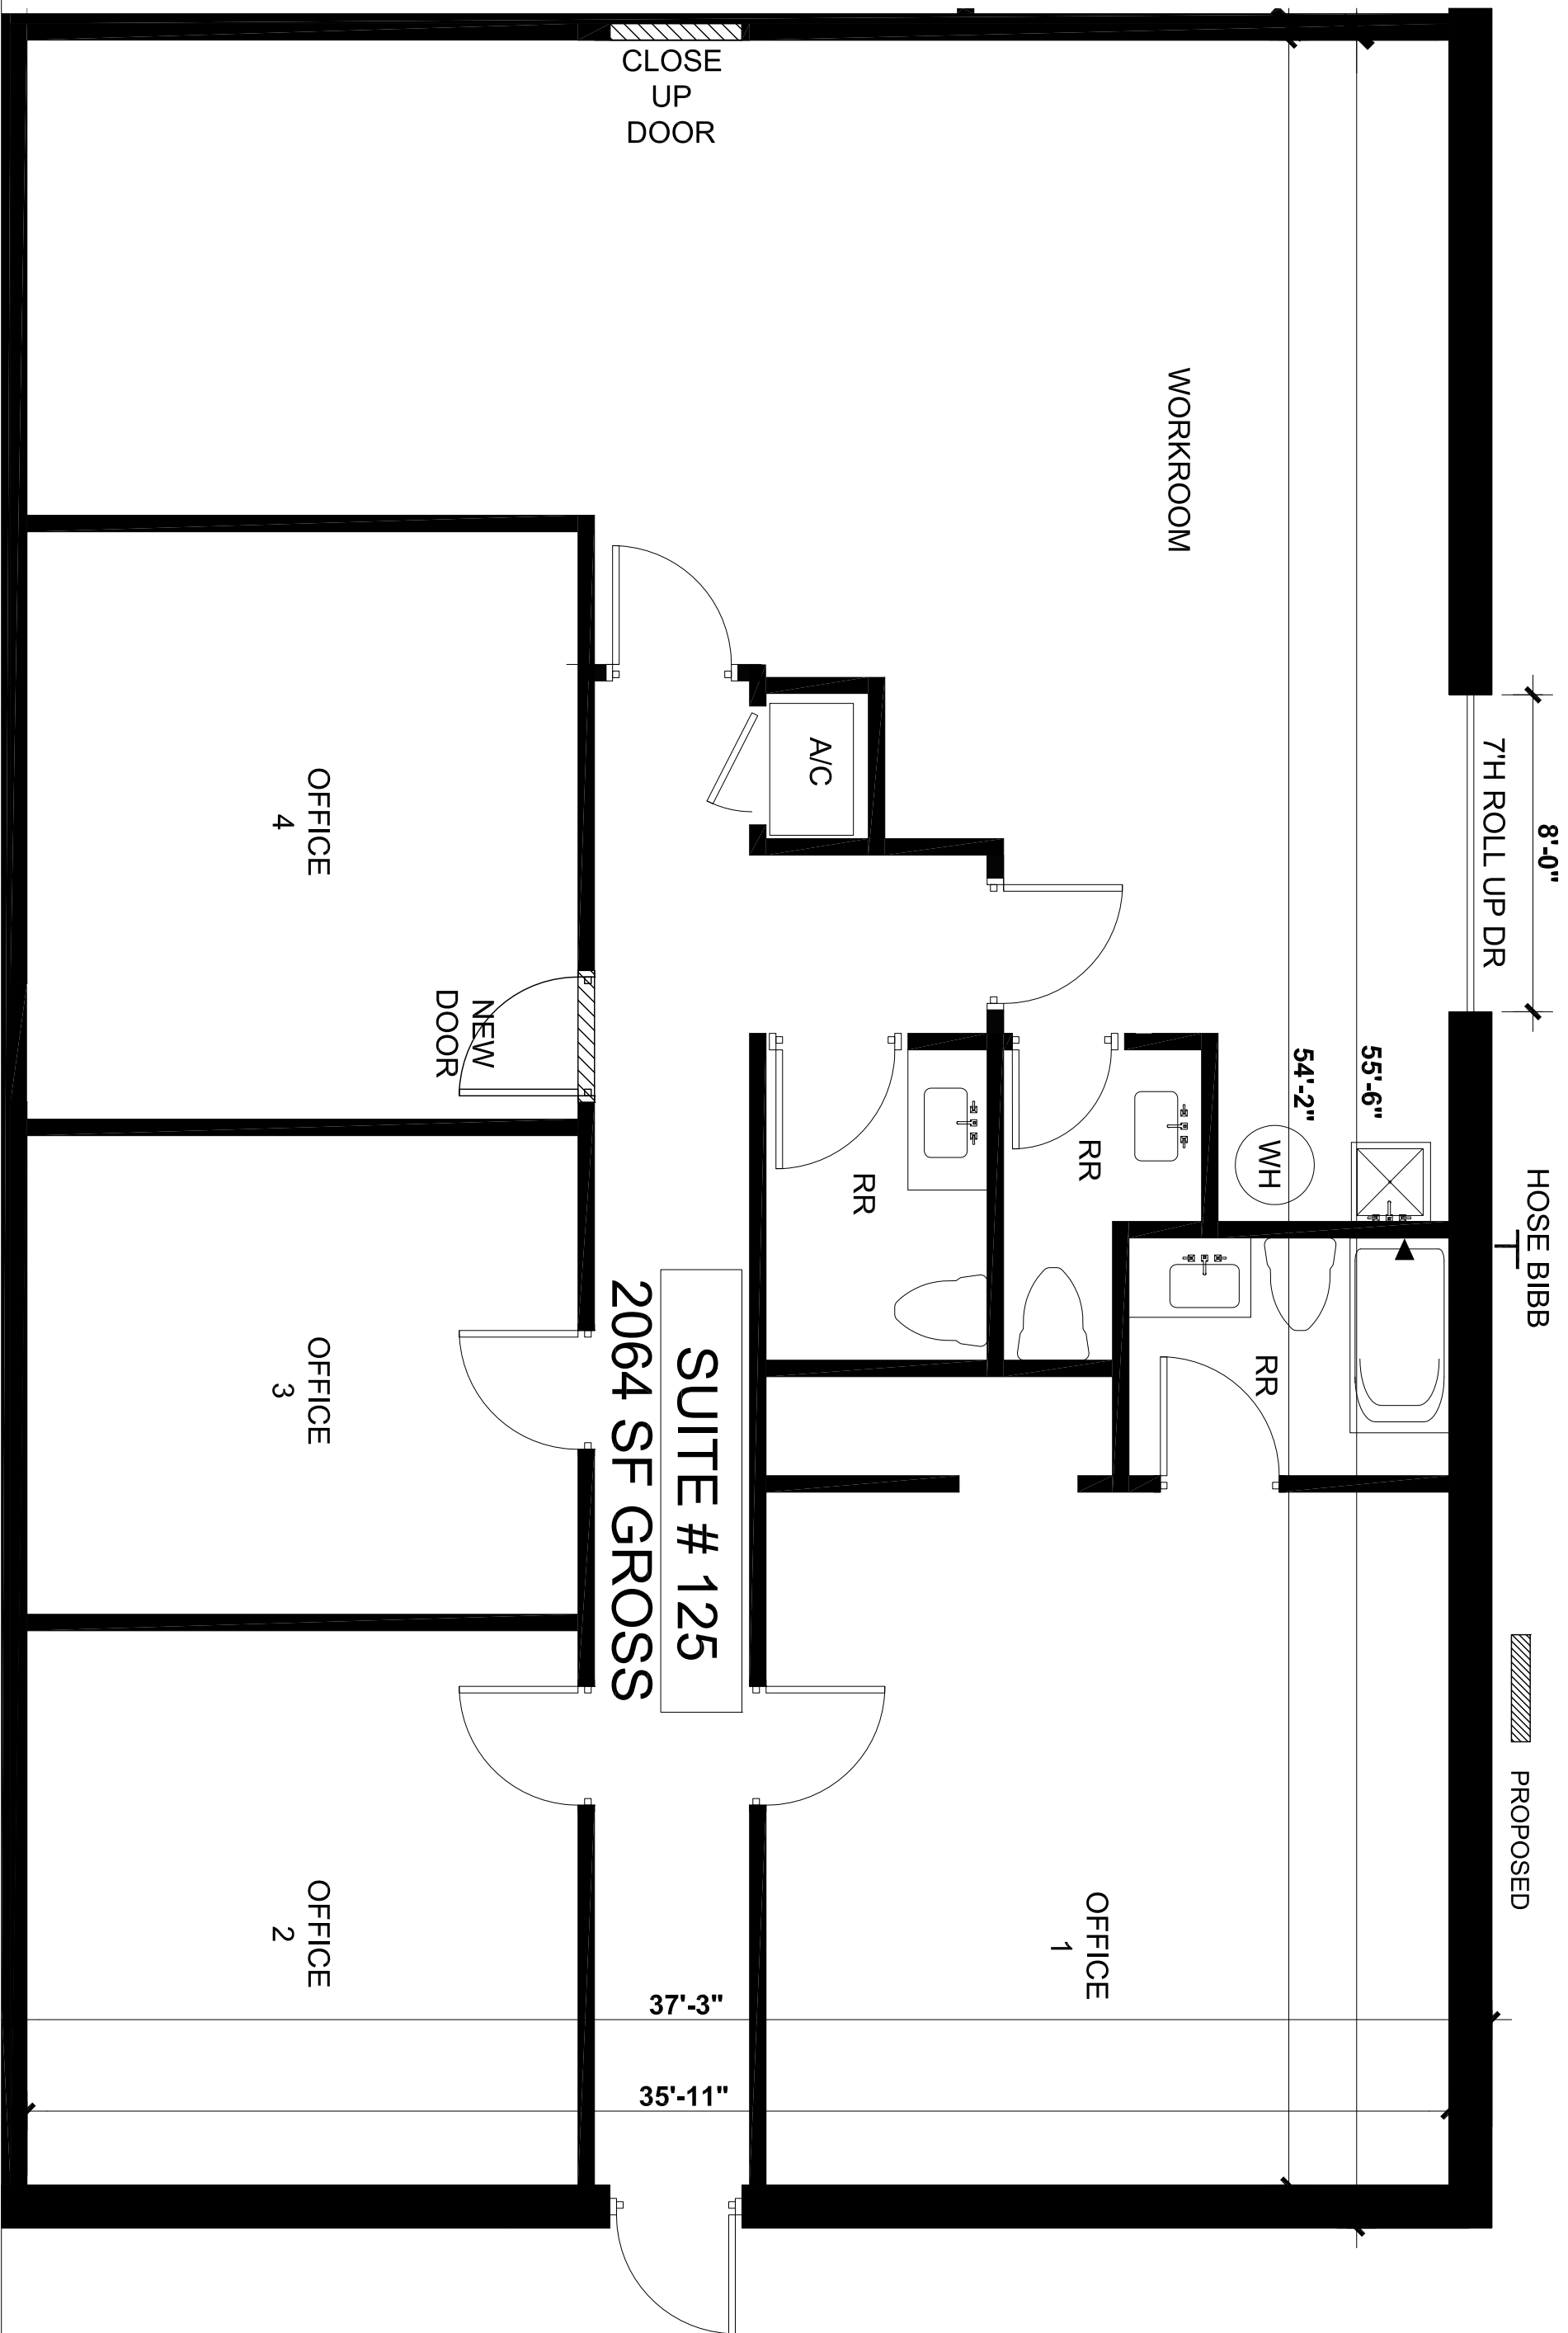 CLOSE
UP
DOOR
WORKROOM
8'-0"
7'H ROLL UP DR
A/C
OFFICE
4
NEW
DOOR
55'-6"
54'-2"
WH
HOSE BIBB
RR
RR
RR
SUITE # 125
2064 SF GROSS
OFFICE
3
PROPOSED
OFFICE
1
OFFICE
2
37'-3"
35'-11"